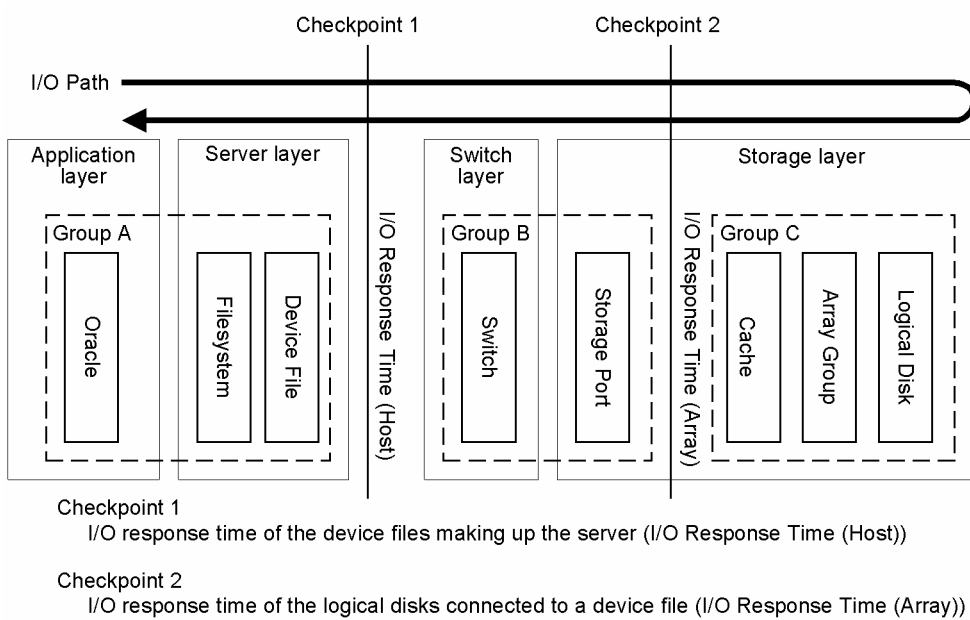 Checkpoint 1
Checkpoint 2
I/O Path
Application
layer
Server layer
Switch
layer
Storage layer
Group A
Oracle
Filesystem
Device File
I/O Response Time (Host)
Group B
Switch
Storage Port
I/O Response Time (Array)
Group C
Cache
Array Group
Logical Disk
Checkpoint 1
I/O response time of the device files making up the server (I/O Response Time (Host))
Checkpoint 2
I/O response time of the logical disks connected to a device file (I/O Response Time (Array))